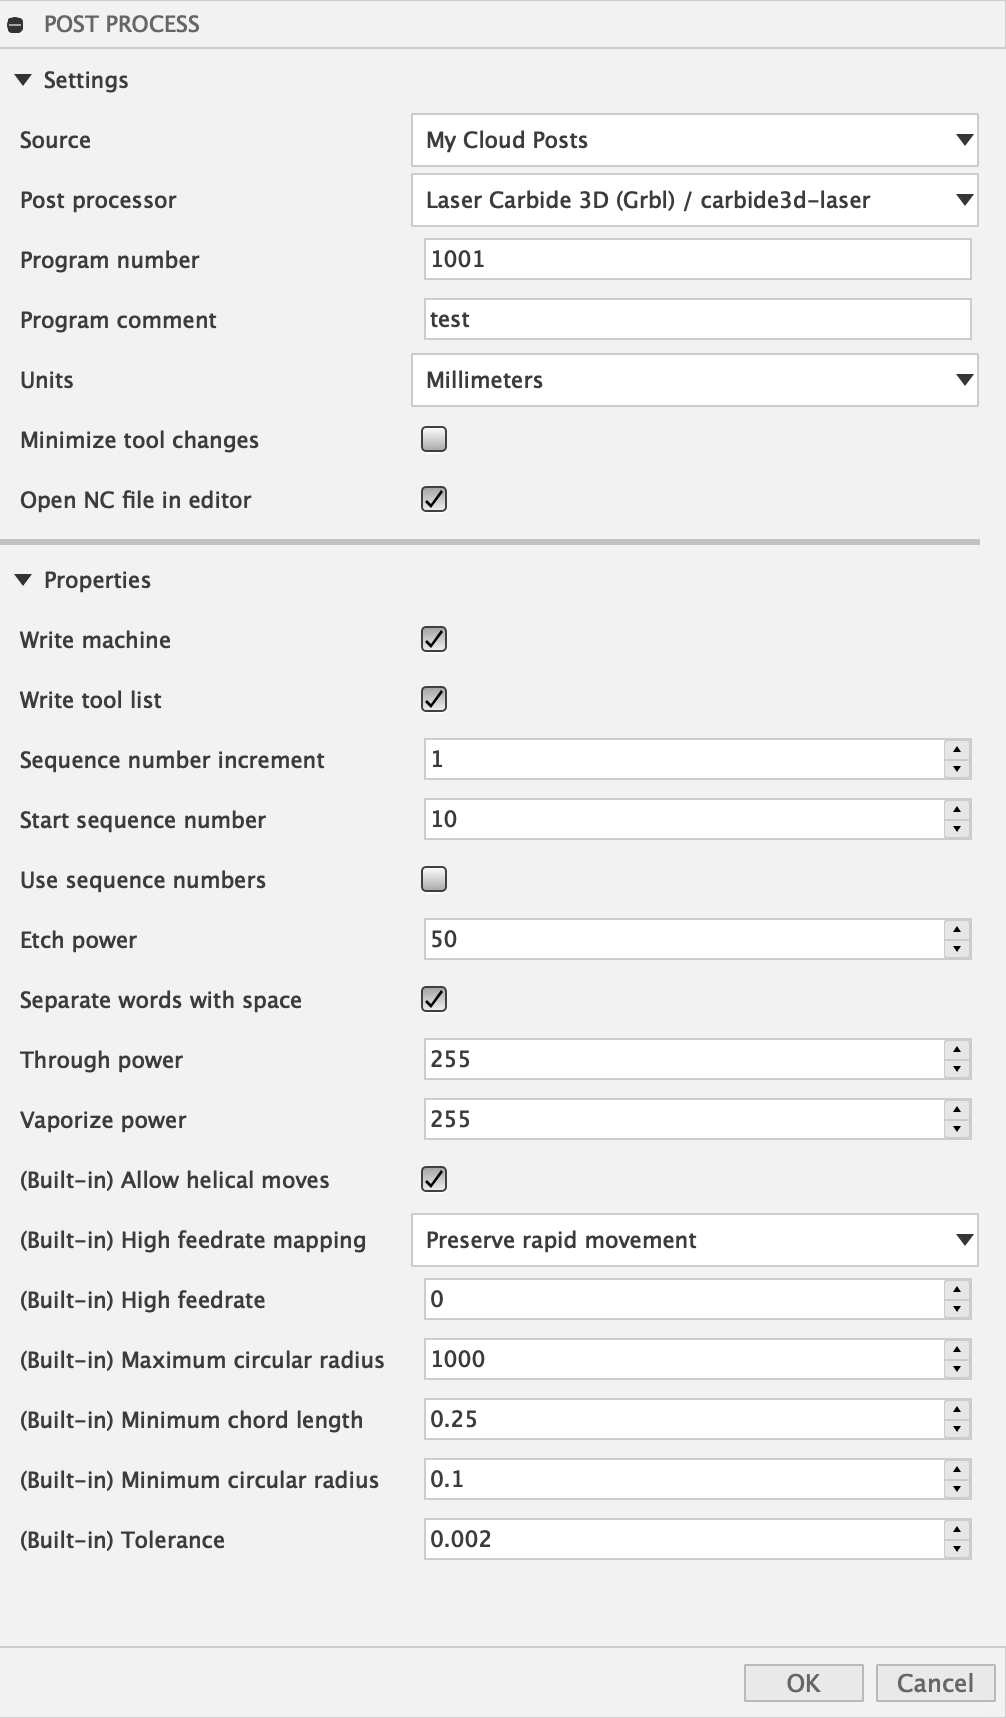 POST PROCESS
Settings
Source My Cloud Posts
Post processor Laser Carbide 3D (Grbl) / carbide3d-laser
Program number 1001
Program comment test
Units Millimeters
Minimize tool changes
Open NC file in editor
Properties
Write machine
Write tool list
Sequence number increment 1
Start sequence number 10
Use sequence numbers
Etch power 50
Separate words with space
Through power 255
Vaporize power 255
(Built-in) Allow helical moves
(Built-in) High feedrate mapping Preserve rapid movement
(Built-in) High feedrate 0
(Built-in) Maximum circular radius 1000
(Built-in) Minimum chord length 0.25
(Built-in) Minimum circular radius 0.1
(Built-in) Tolerance 0.002
OK Cancel